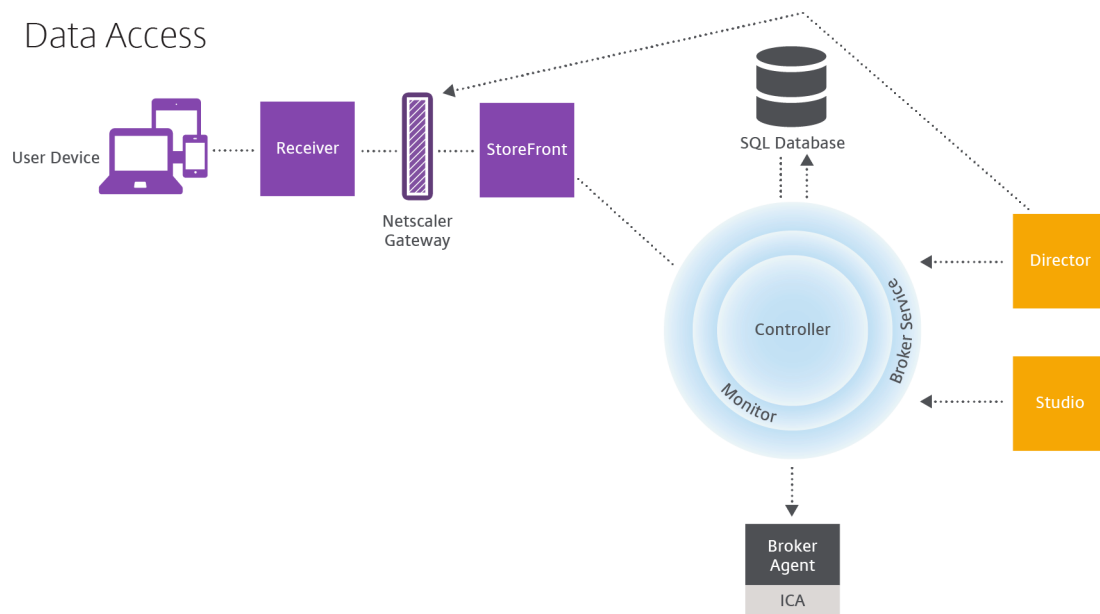 Data Access
User Device
Receiver
Netscaler
Gateway
StoreFront
SQL Database
Director
Broker Service
Controller
Monitor
Studio
Broker
Agent
ICA